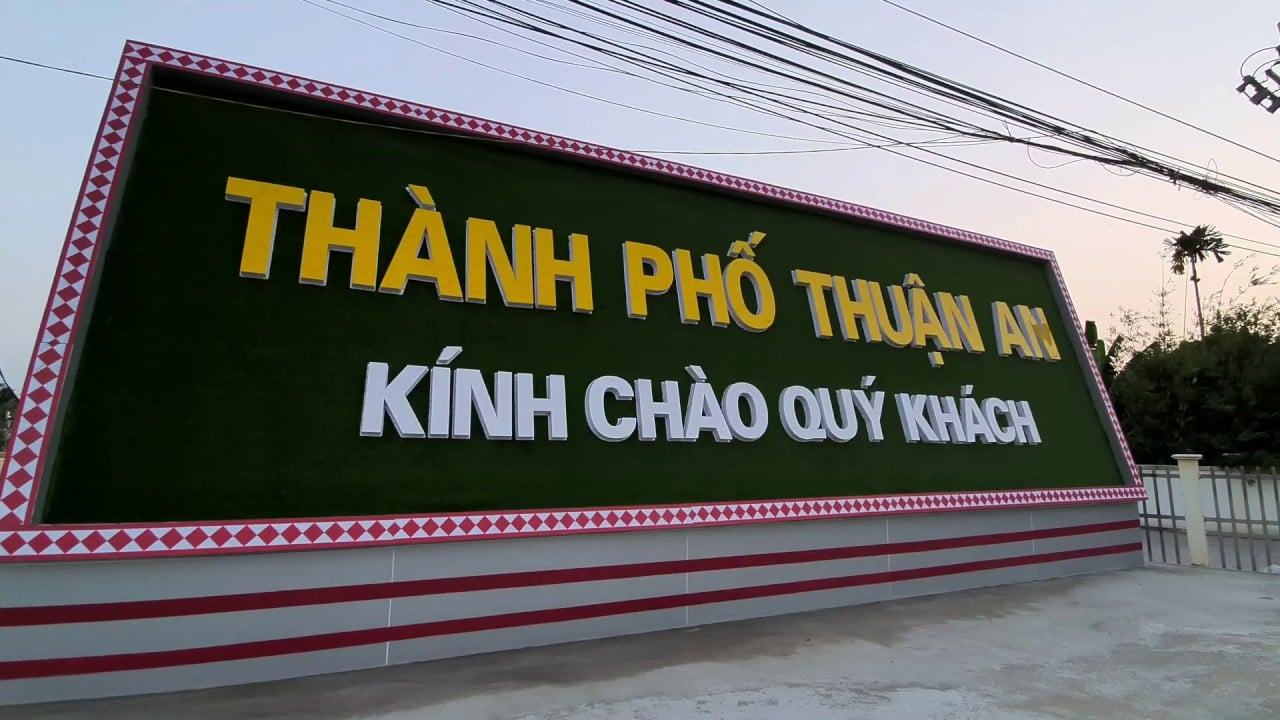 THÀNH PHỐ THUẬN AN
KÍNH CHÀO QUÝ KHÁCH